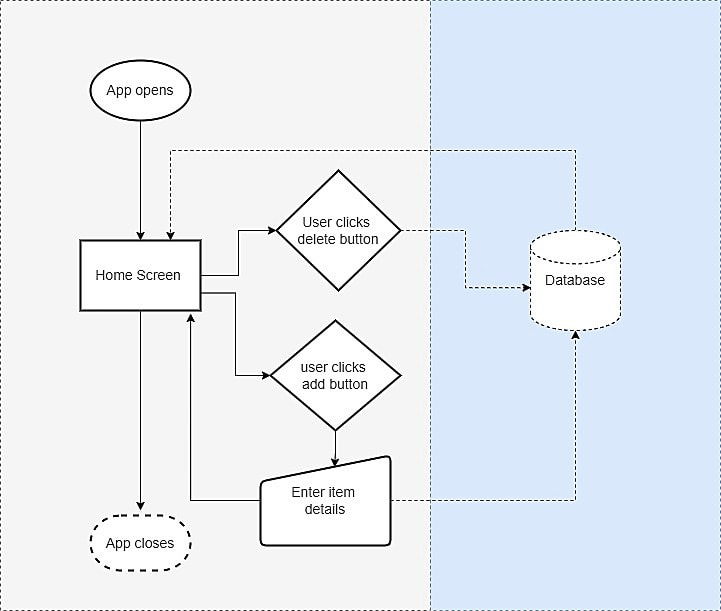 App opens
User clicks
delete button
Home Screen
Database
user clicks
add button
Enter item
details
App closes